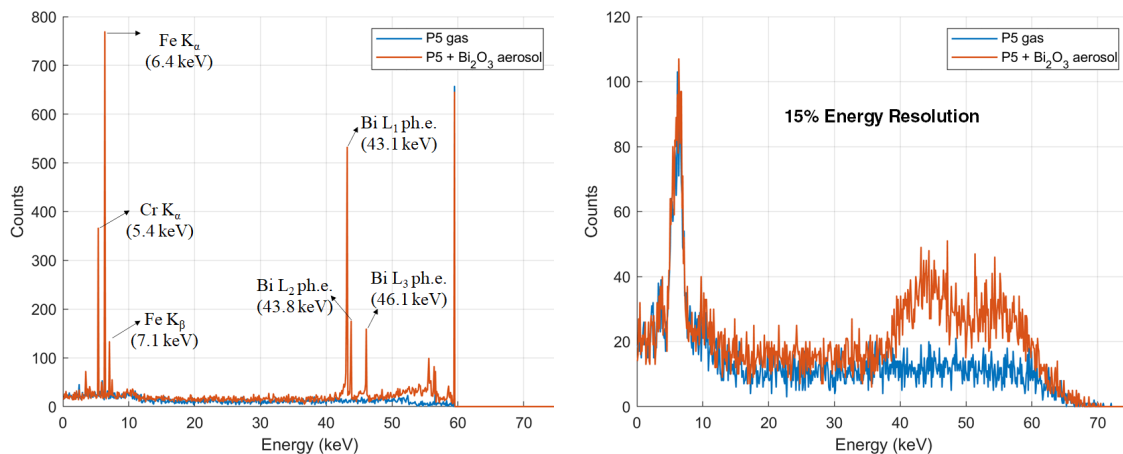 800
700
600
500
400
300
200
100
0
Counts
0
10
20
30
40
50
60
70
Energy (keV)
P5 gas
P5 + Bi₂O₃ aerosol
Fe Kα
(6.4 keV)
Cr Kα
(5.4 keV)
Fe Kβ
(7.1 keV)
Bi L₁ ph.e.
(43.1 keV)
Bi L₂ ph.e.
(43.8 keV)
Bi L₃ ph.e.
(46.1 keV)
120
100
80
60
40
20
0
Counts
0
10
20
30
40
50
60
70
Energy (keV)
P5 gas
P5 + Bi₂O₃ aerosol
15% Energy Resolution